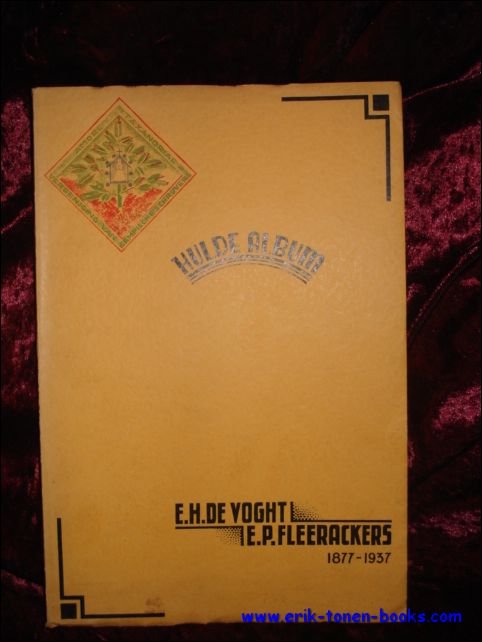 HULDE ALBUM
E.H. DE VOGHT
E.P. FLEERACKERS
1877-1937
www.erik-tonen-books.com